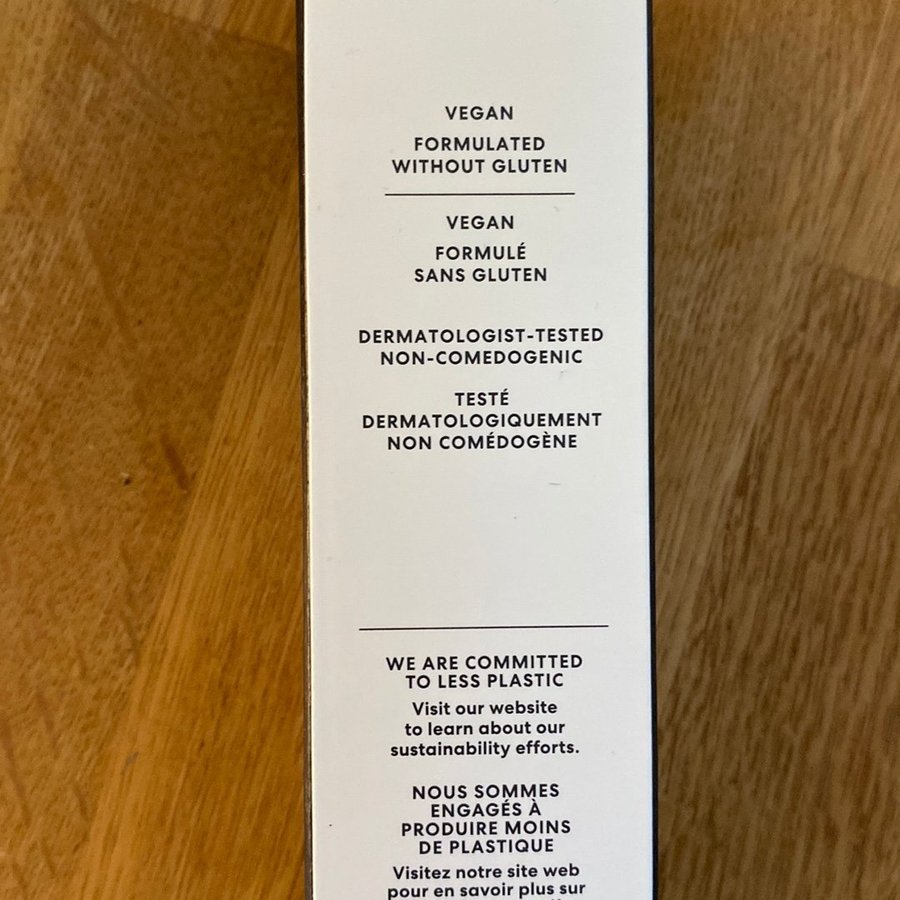 VEGAN
FORMULATED
WITHOUT GLUTEN
VEGAN
FORMULÉ
SANS GLUTEN
DERMATOLOGIST-TESTED
NON-COMEDOGENIC
TESTÉ
DERMATOLOGIQUEMENT
NON COMÉDOGÈNE
WE ARE COMMITTED
TO LESS PLASTIC
Visit our website
to learn about our
sustainability efforts.
NOUS SOMMES
ENGAGÉS À
PRODUIRE MOINS
DE PLASTIQUE
Visitez notre site web
pour en savoir plus sur